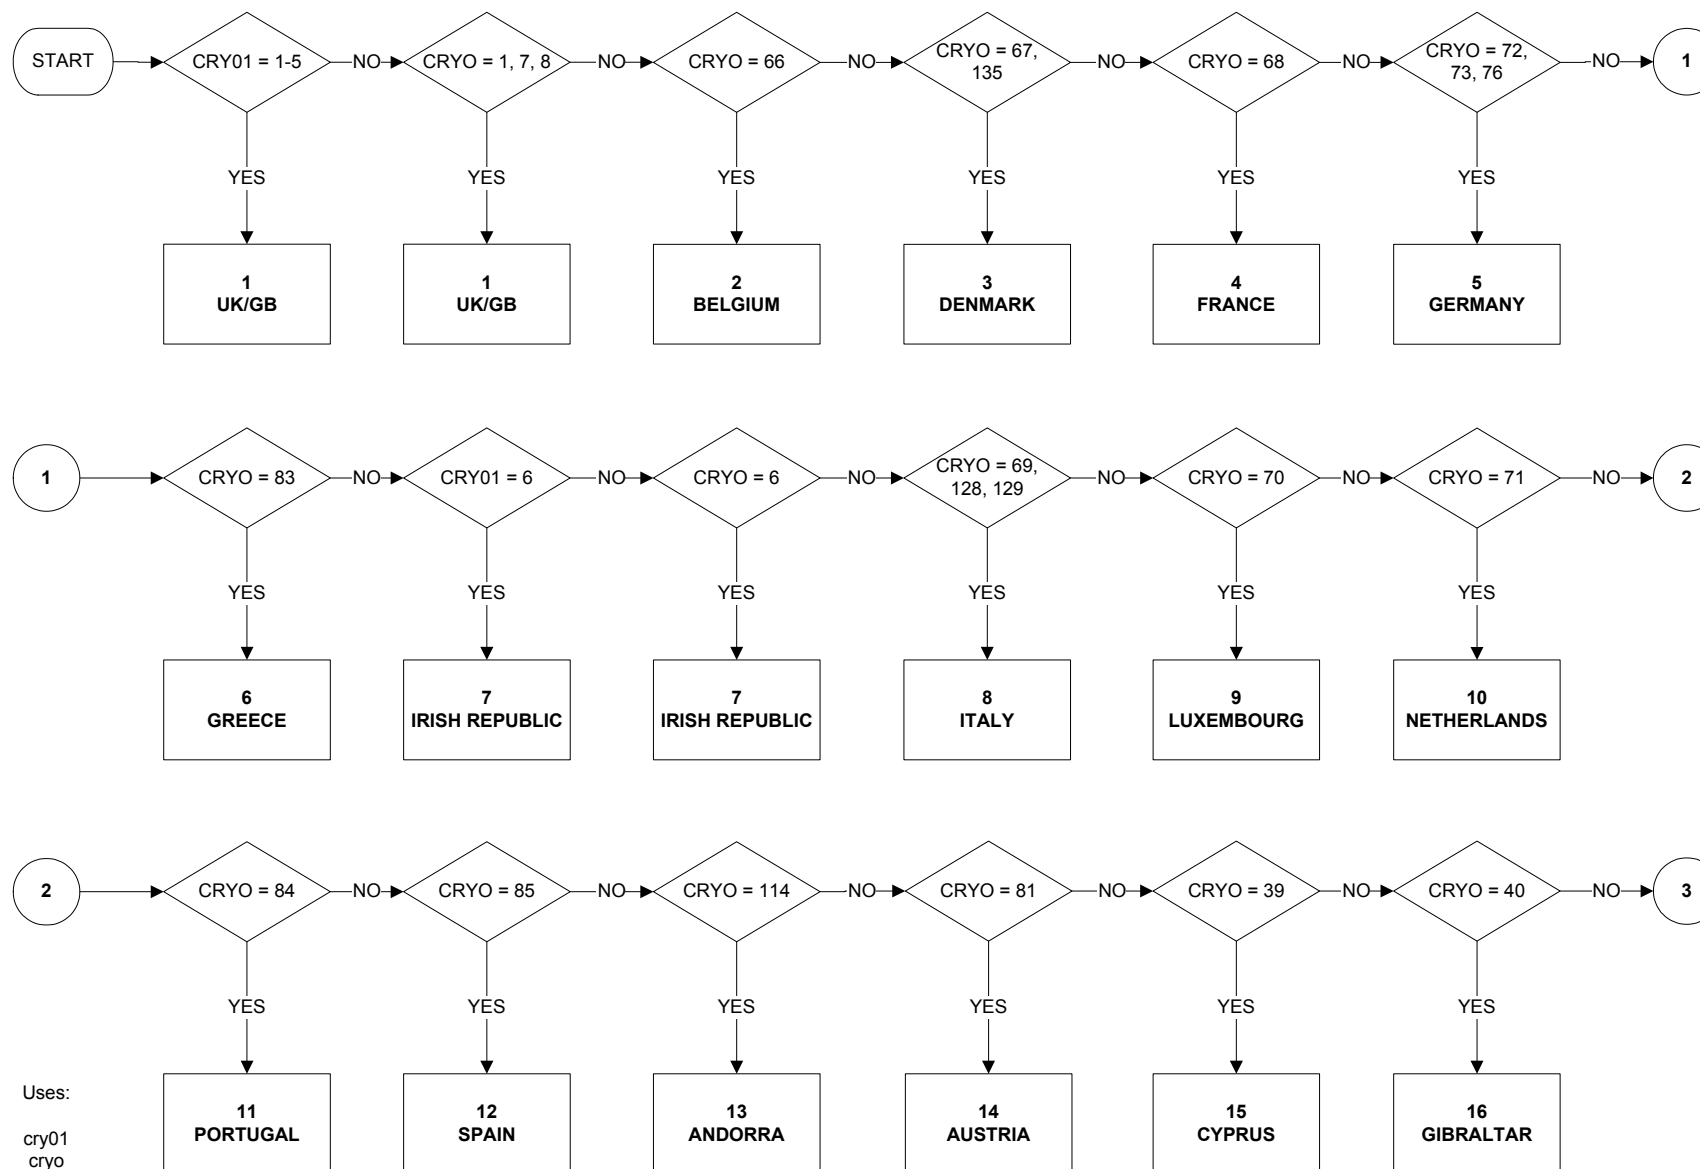 START
CRY01 = 1-5
NO
CRYO = 1, 7, 8
NO
CRYO = 66
NO
CRYO = 67,
135
NO
CRYO = 68
NO
CRYO = 72,
73, 76
NO
1
YES
YES
YES
YES
YES
YES
1
UK/GB
1
UK/GB
2
BELGIUM
3
DENMARK
4
FRANCE
5
GERMANY
1
CRYO = 83
NO
CRY01 = 6
NO
CRYO = 6
NO
CRYO = 69,
128, 129
NO
CRYO = 70
NO
CRYO = 71
NO
2
YES
YES
YES
YES
YES
YES
6
GREECE
7
IRISH REPUBLIC
7
IRISH REPUBLIC
8
ITALY
9
LUXEMBOURG
10
NETHERLANDS
2
CRYO = 84
NO
CRYO = 85
NO
CRYO = 114
NO
CRYO = 81
NO
CRYO = 39
NO
CRYO = 40
NO
3
YES
YES
YES
YES
YES
YES
11
PORTUGAL
12
SPAIN
13
ANDORRA
14
AUSTRIA
15
CYPRUS
16
GIBRALTAR
Uses:
cry01
cryo